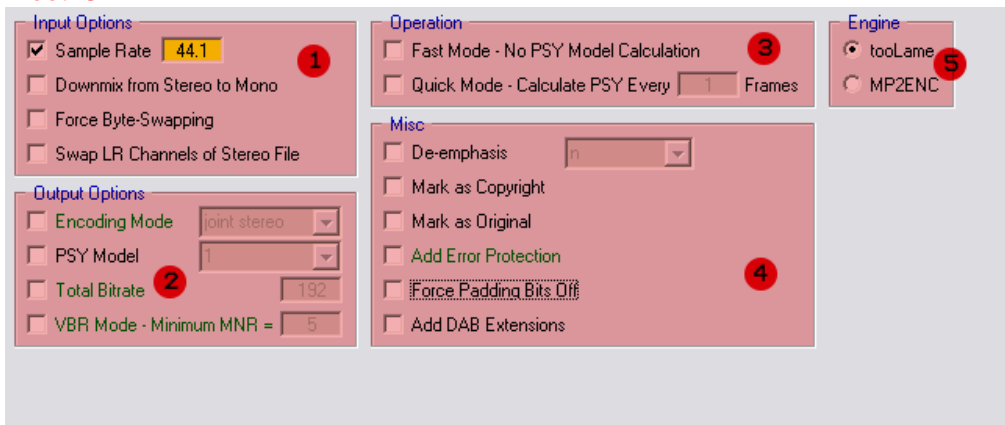 Input Options
Sample Rate 44.1
1
Downmix from Stereo to Mono
Force Byte-Swapping
Swap LR Channels of Stereo File
Output Options
Encoding Mode joint stereo
PSY Model 1
2
Total Bitrate 192
VBR Mode - Minimum MNR = 5
Operation
Fast Mode - No PSY Model Calculation
3
Quick Mode - Calculate PSY Every 1 Frames
Misc
De-emphasis n
Mark as Copyright
Mark as Original
Add Error Protection
4
Force Padding Bits Off
Add DAB Extensions
Engine
tooLame
5
MP2ENC